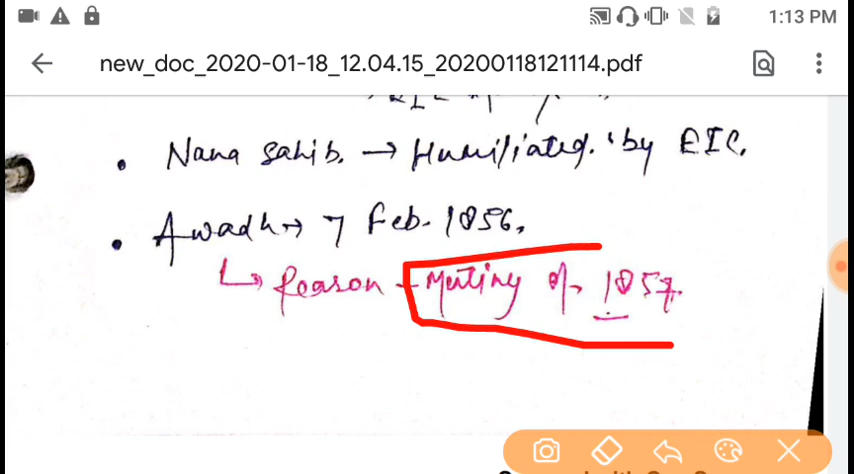 1:13 PM
new_doc_2020-01-18_12.04.15_20200118121114.pdf
• Nana Sahib. → Humiliated. by EIC.
• Awadh → 7 Feb. 1856.
↳ Reason - Mutiny of 1857.